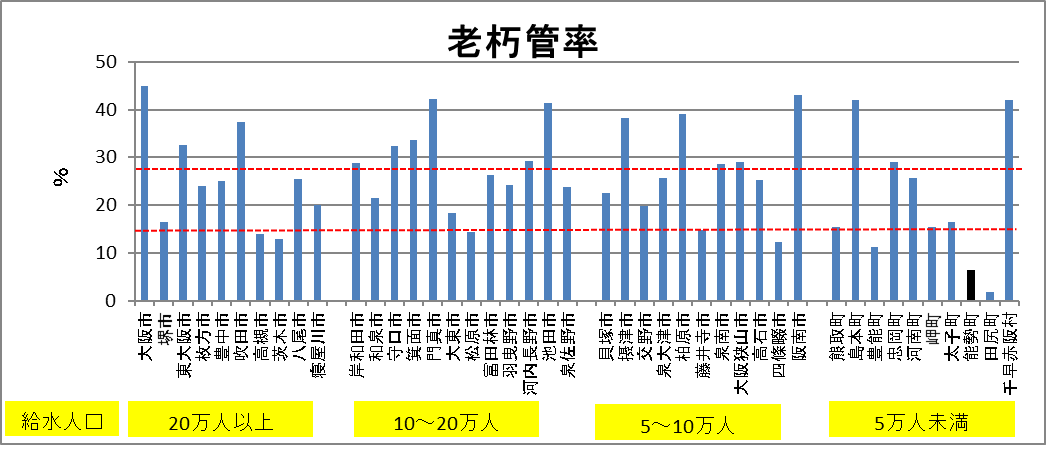 老朽管率
50
40
30
20
10
0
%
大阪市
堺市
東大阪市
枚方市
豊中市
吹田市
高槻市
茨木市
八尾市
寝屋川市
岸和田市
和泉市
守口市
箕面市
門真市
大東市
松原市
富田林市
羽曳野市
河内長野市
池田市
泉佐野市
貝塚市
摂津市
交野市
泉大津市
柏原市
藤井寺市
泉南市
大阪狭山市
高石市
四條畷市
阪南市
熊取町
島本町
豊能町
忠岡町
河南町
岬町
太子町
能勢町
田尻町
千早赤阪村
給水人口
20万人以上
10～20万人
5～10万人
5万人未満